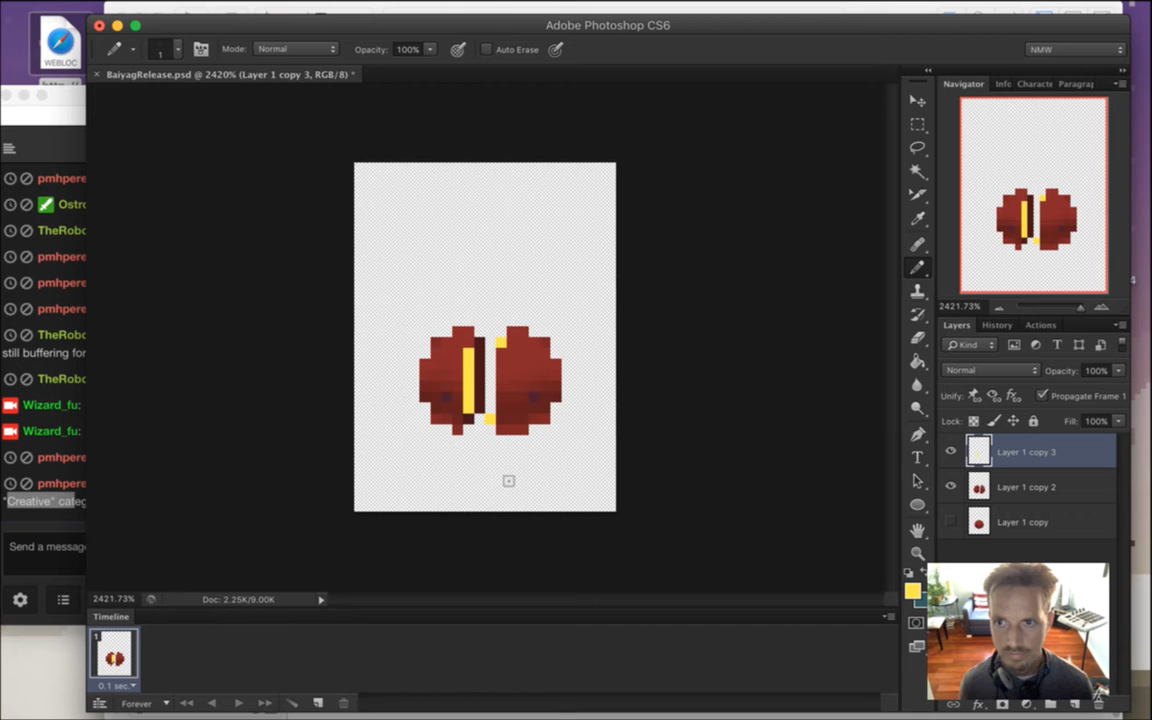 Adobe Photoshop CS6
WEBLOC
1
Mode: Normal
Opacity: 100%
Auto Erase
NMW
× BaiyagRelease.psd @ 2420% (Layer 1 copy 3, RGB/8) *
Navigator Info Characte Paragra
pmhpere
Ostro
TheRobo
pmhpere
pmhpere
pmhpere
TheRobo
still buffering for
TheRobo
Wizard_fu:
Wizard_fu:
pmhpere
pmhpere
"Creative" categ
Send a message
2421.73%
Layers History Actions
Kind
Normal Opacity: 100%
Unify: Propagate Frame 1
Lock: Fill: 100%
Layer 1 copy 3
Layer 1 copy 2
Layer 1 copy
2421.73% Doc: 2.25K/9.00K
Timeline
1
0.1 sec.
Forever
fx